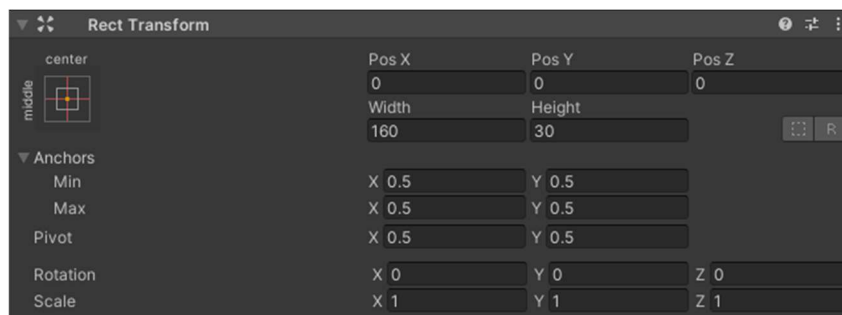 Rect Transform
center
middle
Pos X Pos Y Pos Z
0 0 0
Width Height
160 30
R
Anchors
Min X 0.5 Y 0.5
Max X 0.5 Y 0.5
Pivot X 0.5 Y 0.5
Rotation X 0 Y 0 Z 0
Scale X 1 Y 1 Z 1